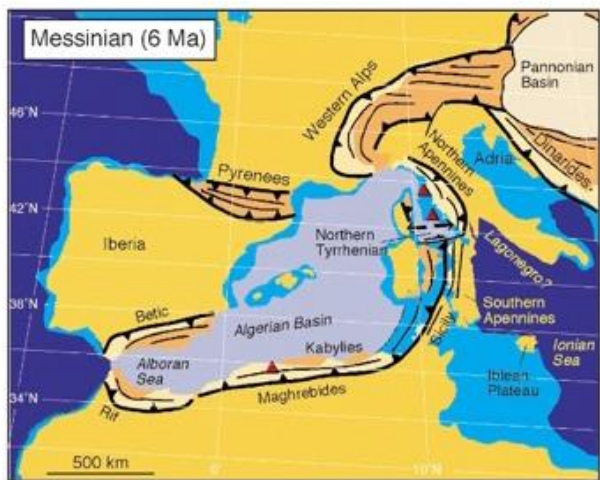 Messinian (6 Ma)
Pannonian
Basin
Western Alps
46°N
Northern
Apennines
Adria
Dinarides
Pyrenees
42°N
Northern
Tyrrhenian
Iberia
Lagonegro?
38°N
Southern
Apennines
Betic
Algerian Basin
Sicily
Ionian
Sea
Kabylies
Alboran
Sea
Iblean
Plateau
34°N
Maghrebides
Rif
500 km
0°
10°N